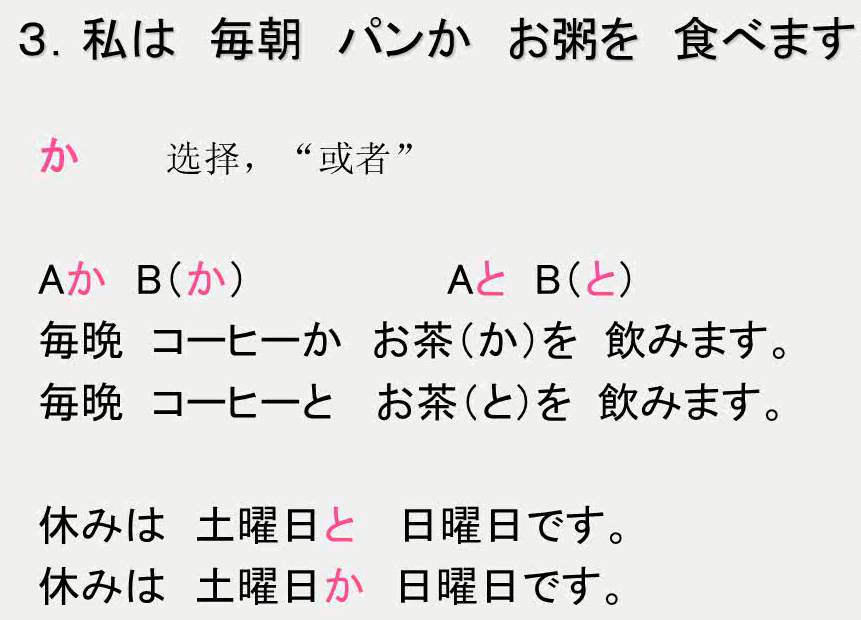 3. 私は 毎朝 パンか お粥を 食べます
か 选择，“或者”
Aか B(か) Aと B(と)
毎晩 コーヒーか お茶(か)を 飲みます。
毎晩 コーヒーと お茶(と)を 飲みます。
休みは 土曜日と 日曜日です。
休みは 土曜日か 日曜日です。